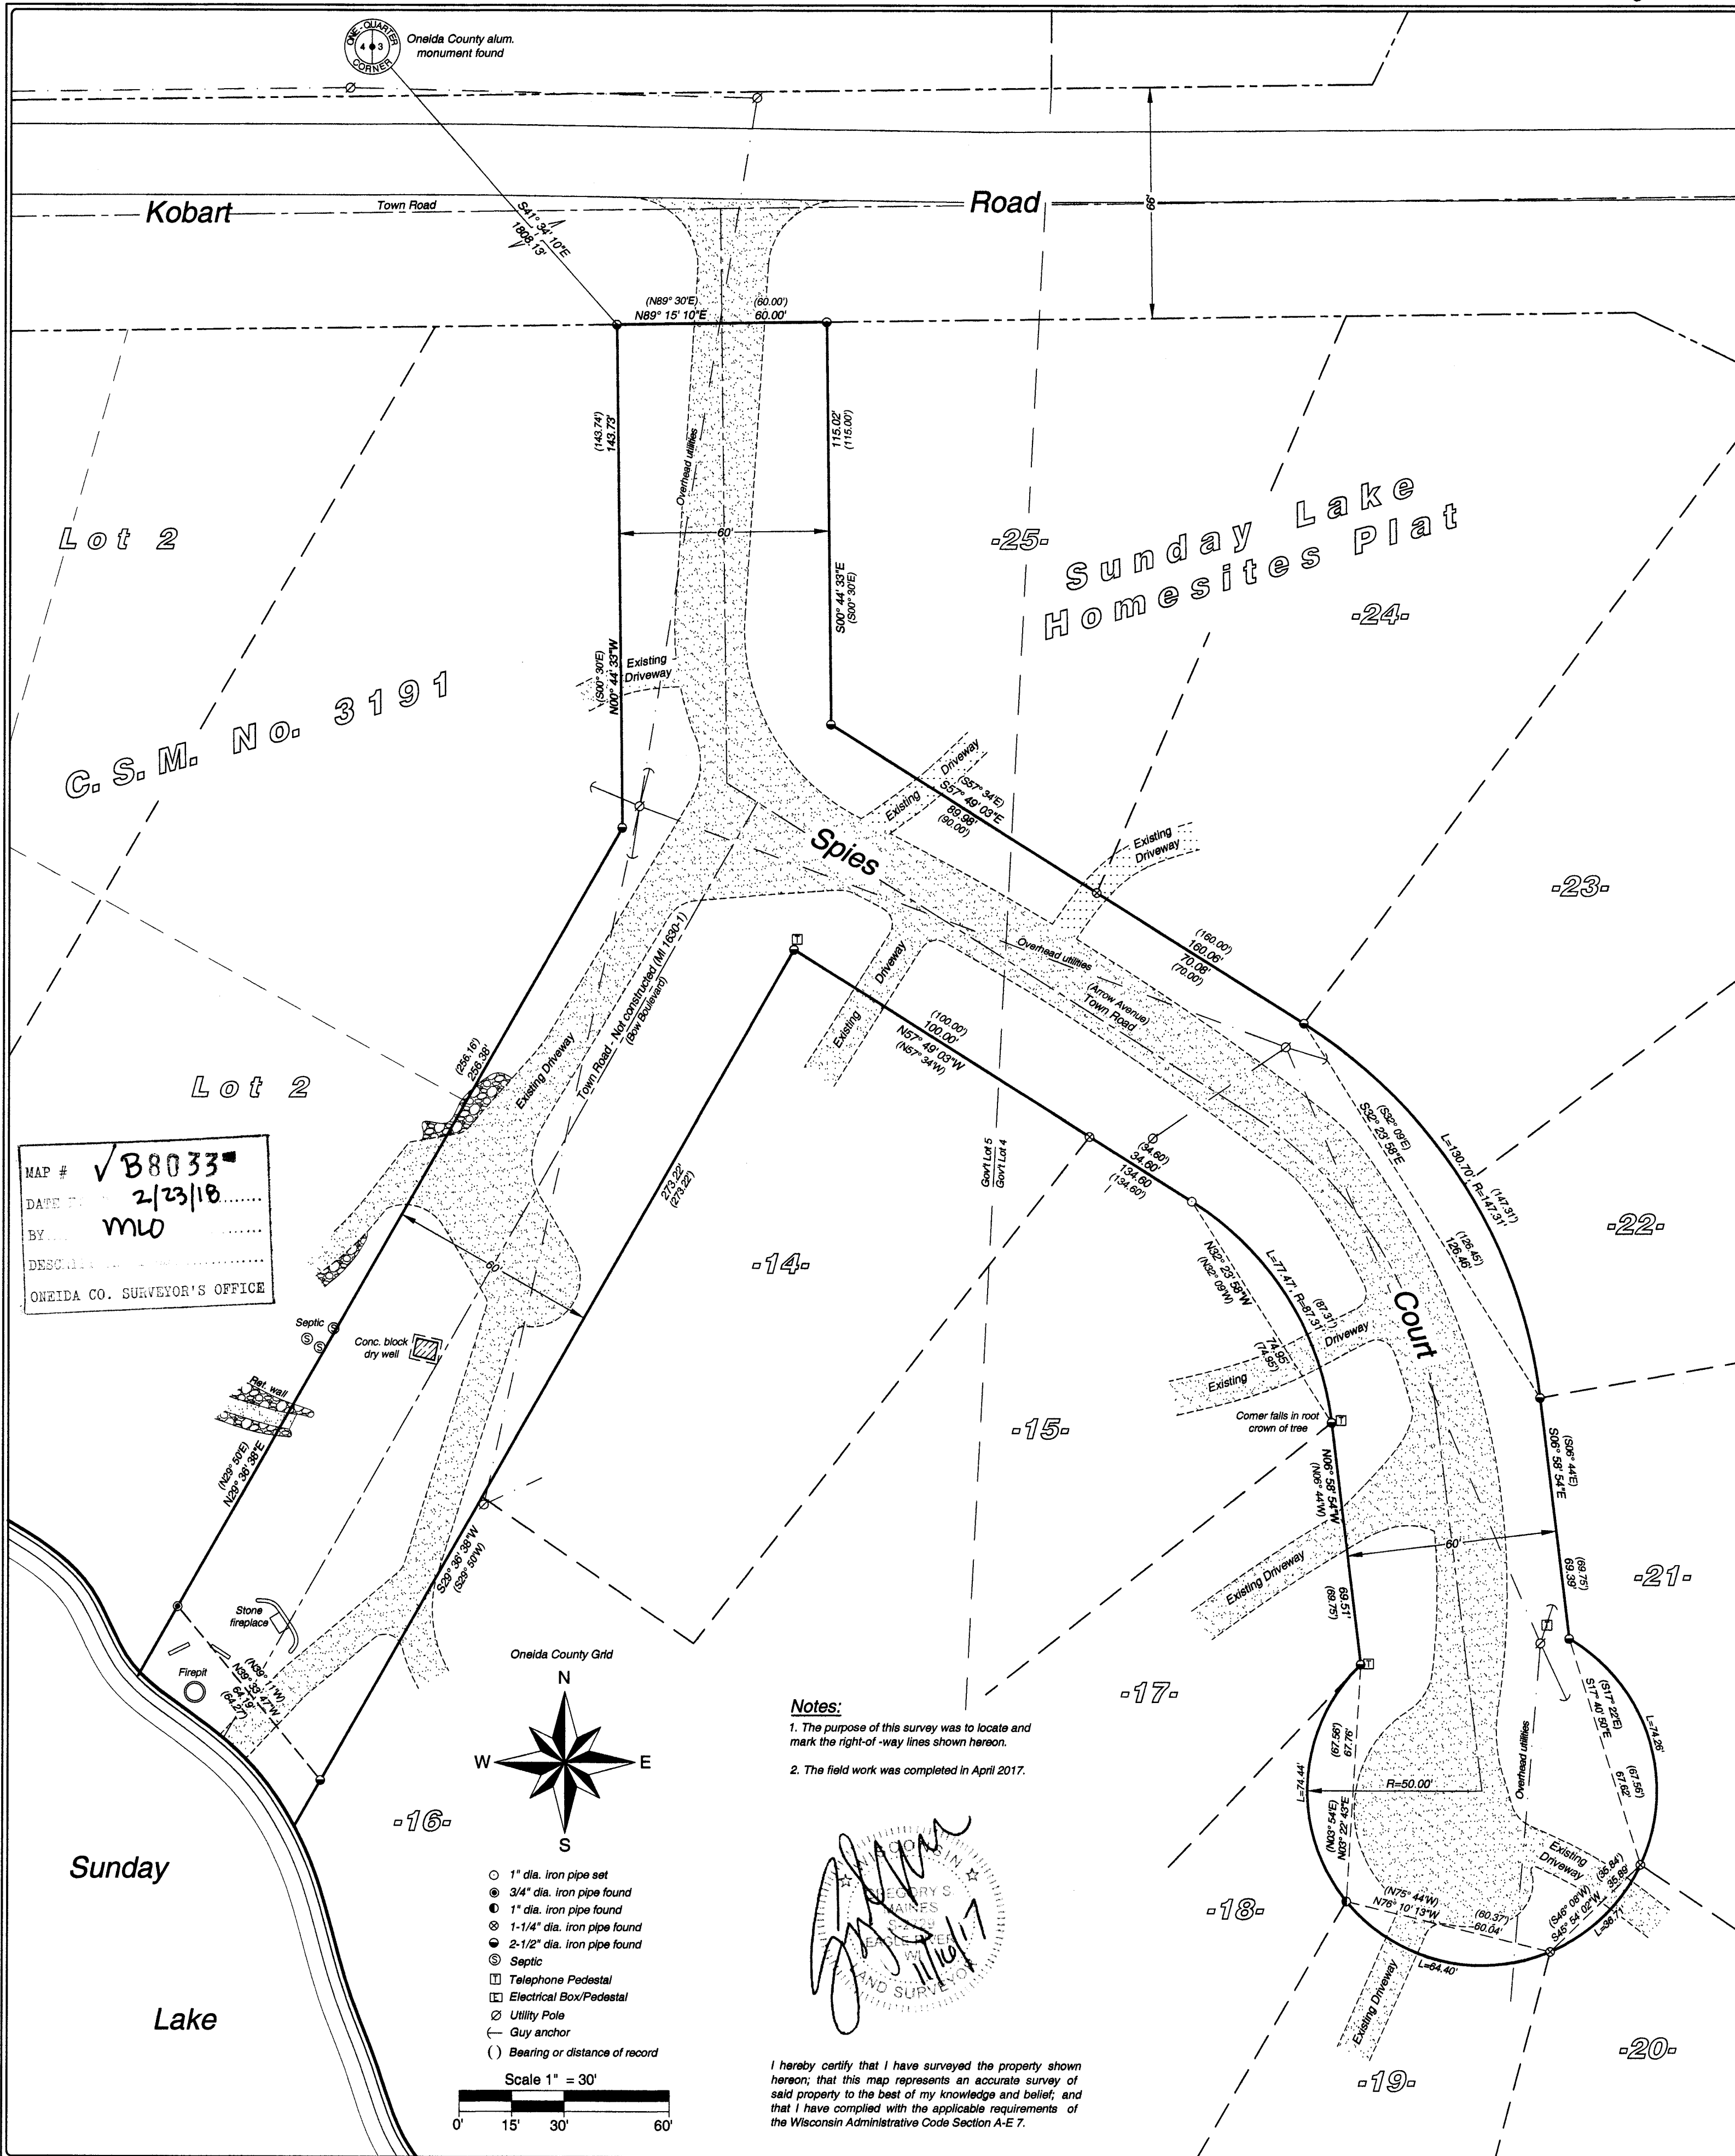 ONE-QUARTER
4 3
CORNER
Oneida County alum.
monument found
Kobart
Town Road
Road
66'
S41° 34' 10"E
1808.13'
(N89° 30'E) (60.00')
N89° 15' 10"E 60.00'
(143.74')
143.73'
Overhead utilities
115.02'
(115.00')
60'
Lot 2
-25-
Sunday Lake
Homesites Plat
-24-
S00° 44' 33"E
(S00° 30'E)
(S00° 30'E)
N00° 44' 33"W
Existing
Driveway
C.S.M. No. 3191
Existing Driveway
(S57° 34'E)
S57° 49' 03"E
89.98'
(90.00')
Spies
Existing
Driveway
-23-
(160.00')
160.06'
70.08'
(70.00')
Overhead utilities
(Arrow Avenue)
Town Road
Existing Driveway
(100.00')
100.00'
N57° 49' 03"W
(N57° 34'W)
Town Road - Not constructed (MI 1630-1)
(Bow Boulevard)
Existing Driveway
(256.16')
256.38'
Lot 2
MAP # √ B8033
DATE 2/23/18
BY MLO
ONEIDA CO. SURVEYOR'S OFFICE
Gov't Lot 5
Gov't Lot 4
(34.60')
34.60'
134.60
(134.60')
(S32° 09'E)
S32° 23' 58"E
L=130.70', R=147.31'
(147.31')
(126.45')
126.46'
-22-
273.22'
(273.22')
60'
-14-
N32° 23' 58"W
(N32° 09'W)
L=77.47', R=87.31'
(87.31')
74.95'
(74.95')
Court
Existing Driveway
Septic
Conc. block
dry well
Ret. wall
Corner falls in root
crown of tree
-15-
(N29° 50'E)
N29° 36' 38"E
N06° 58' 54"W
(N06° 44'W)
(S06° 44'E)
S06° 58' 54"E
60'
S29° 36' 38"W
(S29° 50'W)
Existing Driveway
69.51'
(69.75')
(69.75')
69.39'
-21-
Stone
fireplace
Firepit
(N39° 11'W)
N39° 33' 47"W
64.19'
(64.27')
Oneida County Grid
N
W E
S
Notes:
1. The purpose of this survey was to locate and
mark the right-of -way lines shown hereon.
2. The field work was completed in April 2017.
-17-
(67.56')
67.76'
L=74.44'
R=50.00'
(N03° 54'E)
N03° 22' 43"E
Overhead utilities
(S17° 22'E)
S17° 40' 50"E
L=74.26'
(67.56')
67.62'
-16-
Sunday
Lake
Existing
Driveway
(N75° 44'W) (60.37')
N76° 10' 13"W 60.04'
(S46° 08'W) (35.84)
S45° 54' 02"W 35.89'
L=36.71'
L=64.40'
Existing Driveway
-18-
-19-
-20-
1" dia. iron pipe set
3/4" dia. iron pipe found
1" dia. iron pipe found
1-1/4" dia. iron pipe found
2-1/2" dia. iron pipe found
S Septic
T Telephone Pedestal
E Electrical Box/Pedestal
Utility Pole
Guy anchor
( ) Bearing or distance of record
Scale 1" = 30'
0' 15' 30' 60'
WISCONSIN
GREGORY S.
MAINES
EAGLE RIVER
WI
LAND SURVEYOR
11/16/17
I hereby certify that I have surveyed the property shown
hereon; that this map represents an accurate survey of
said property to the best of my knowledge and belief; and
that I have complied with the applicable requirements of
the Wisconsin Administrative Code Section A-E 7.